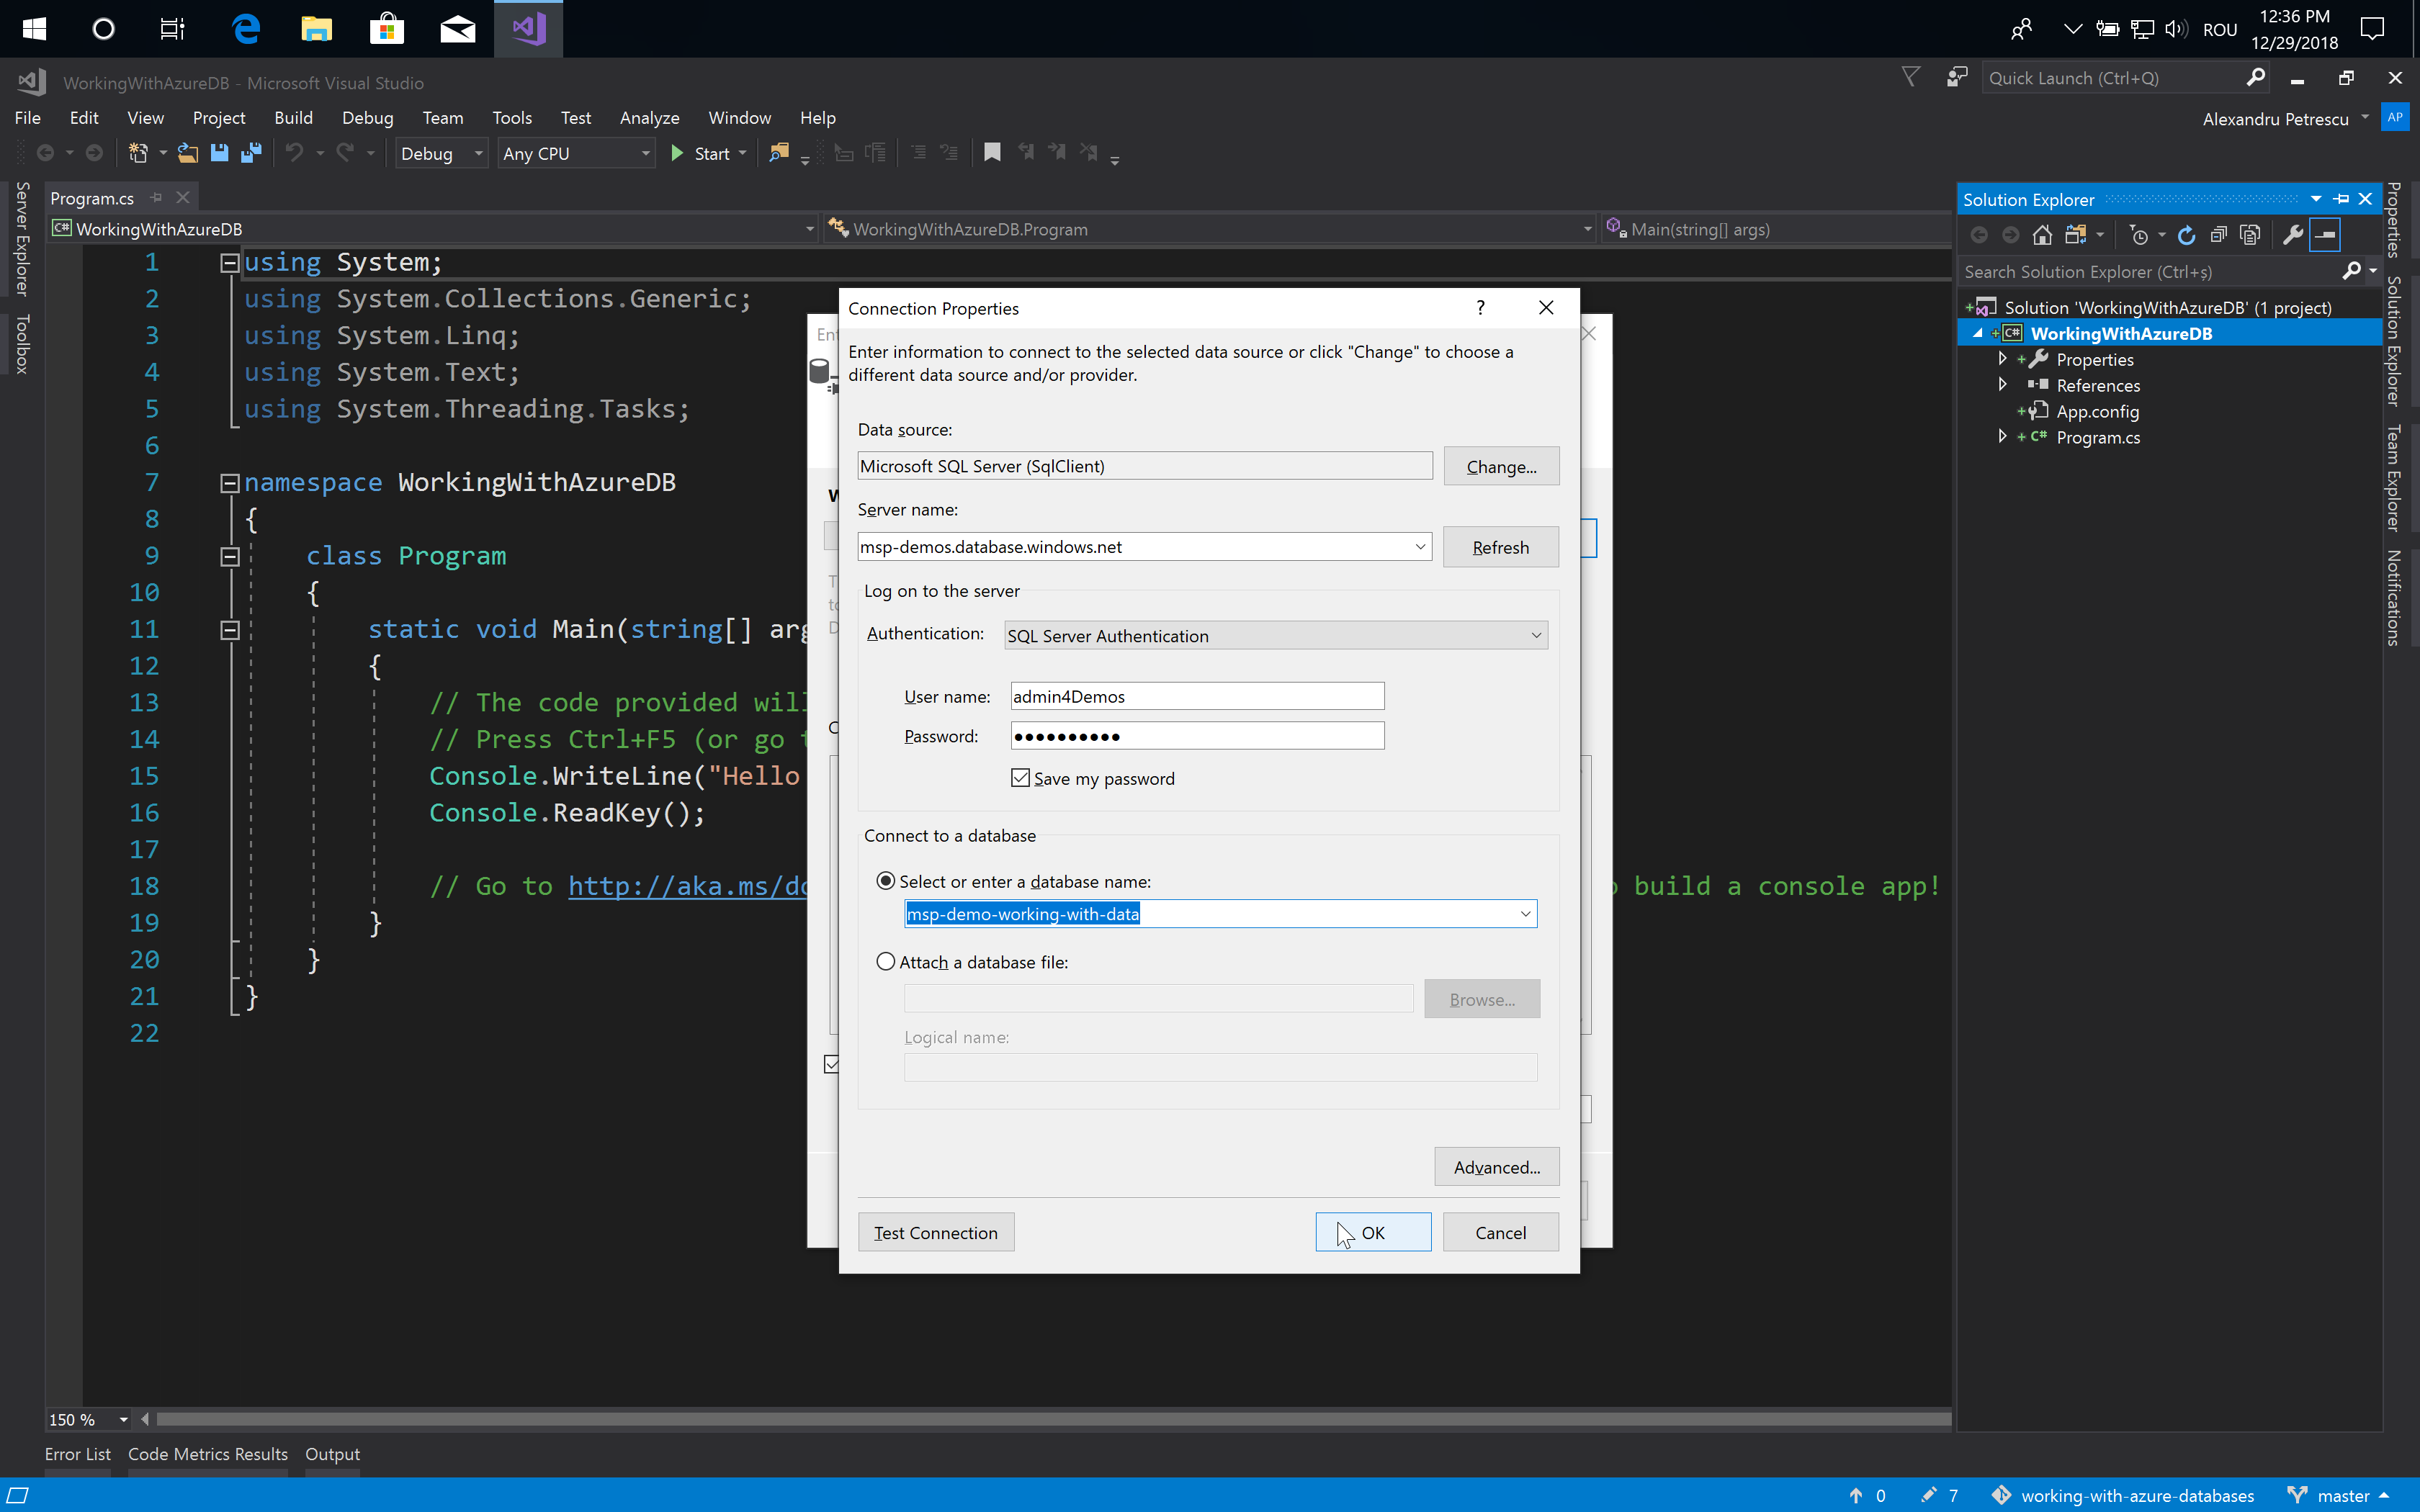 ROU
12:36 PM
12/29/2018
WorkingWithAzureDB - Microsoft Visual Studio
Quick Launch (Ctrl+Q)
File Edit View Project Build Debug Team Tools Test Analyze Window Help
Alexandru Petrescu
AP
Debug
Any CPU
Start
Server Explorer
Toolbox
Program.cs
WorkingWithAzureDB
WorkingWithAzureDB.Program
Main(string[] args)
1 using System;
2 using System.Collections.Generic;
3 using System.Linq;
4 using System.Text;
5 using System.Threading.Tasks;
6
7 namespace WorkingWithAzureDB
8 {
9 class Program
10 {
11 static void Main(string[]
12 {
13 // The code provided
14 // Press Ctrl+F5 (or go
15 Console.WriteLine("Hello
16 Console.ReadKey();
17
18 // Go to http://aka.ms/ build a console app!
19 }
20 }
21 }
22
Connection Properties
?
Enter information to connect to the selected data source or click "Change" to choose a
different data source and/or provider.
Data source:
Microsoft SQL Server (SqlClient)
Change...
Server name:
msp-demos.database.windows.net
Refresh
Log on to the server
Authentication:
SQL Server Authentication
User name:
admin4Demos
Password:
●●●●●●●●●●
Save my password
Connect to a database
Select or enter a database name:
msp-demo-working-with-data
Attach a database file:
Browse...
Logical name:
Advanced...
Test Connection
OK
Cancel
Solution Explorer
Search Solution Explorer (Ctrl+ș)
Solution 'WorkingWithAzureDB' (1 project)
C# WorkingWithAzureDB
Properties
References
App.config
C# Program.cs
Properties
Solution Explorer
Team Explorer
Notifications
150 %
Error List Code Metrics Results Output
0
7
working-with-azure-databases
master